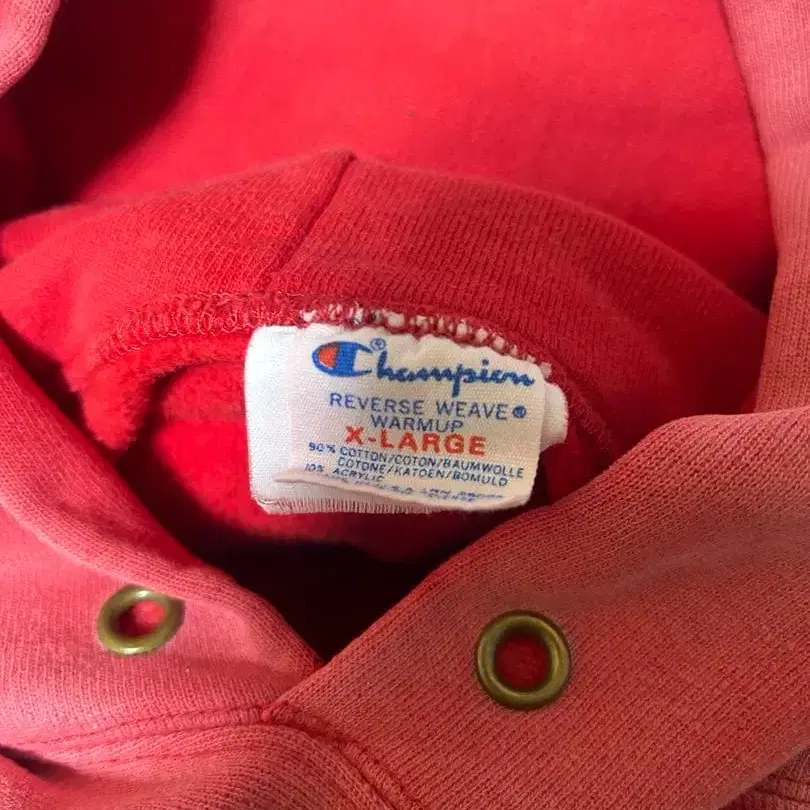 Champion®
REVERSE WEAVE®
WARMUP
X-LARGE
90% COTTON/COTON/BAUMWOLLE
COTONE/KATOEN/BOMULD
10% ACRYLIC